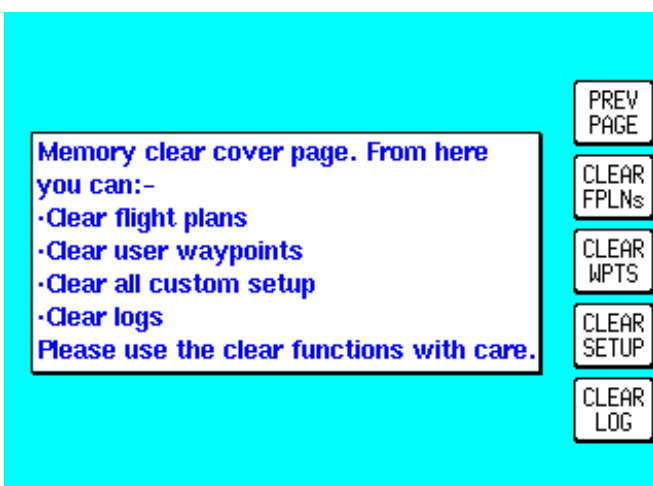 Memory clear cover page. From here
you can:-
·Clear flight plans
·Clear user waypoints
·Clear all custom setup
·Clear logs
Please use the clear functions with care.
PREV
PAGE
CLEAR
FPLNs
CLEAR
WPTS
CLEAR
SETUP
CLEAR
LOG